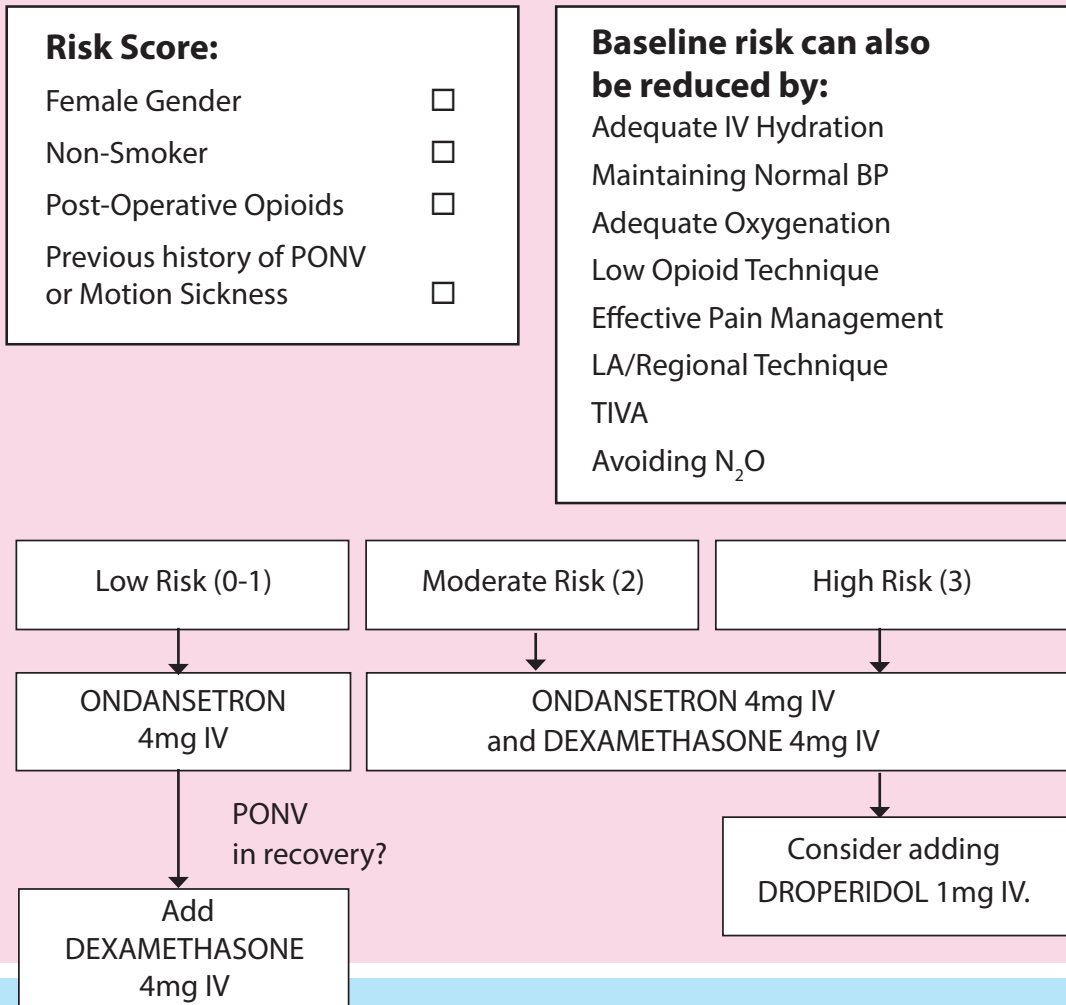 Risk Score:
Female Gender
Non-Smoker
Post-Operative Opioids
Previous history of PONV
or Motion Sickness
Baseline risk can also
be reduced by:
Adequate IV Hydration
Maintaining Normal BP
Adequate Oxygenation
Low Opioid Technique
Effective Pain Management
LA/Regional Technique
TIVA
Avoiding N₂O
Low Risk (0-1)
Moderate Risk (2)
High Risk (3)
ONDANSETRON
4mg IV
ONDANSETRON 4mg IV
and DEXAMETHASONE 4mg IV
PONV
in recovery?
Consider adding
DROPERIDOL 1mg IV.
Add
DEXAMETHASONE
4mg IV